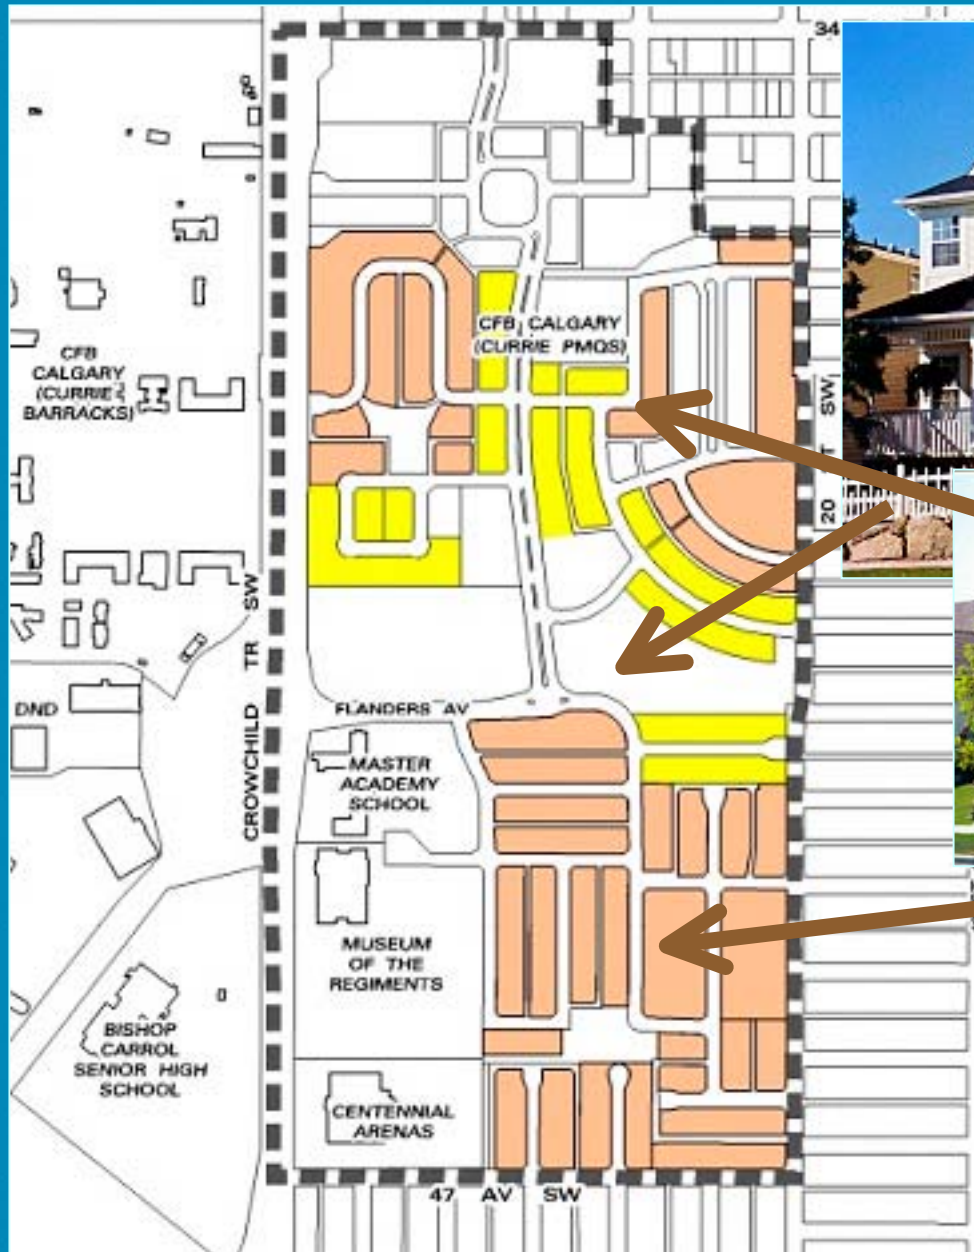 34
CFB CALGARY
(CURRIE PMQS)
CFB
CALGARY
(CURRIE
BARRACKS)
20
SW
CROWCHILD TR SW
DND
FLANDERS AV
MASTER
ACADEMY
SCHOOL
MUSEUM
OF THE
REGIMENTS
BISHOP
CARROL
SENIOR HIGH
SCHOOL
CENTENNIAL
ARENAS
47 AV SW